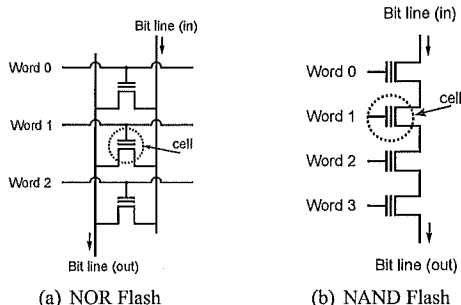 Bit line (in)
Word 0
Word 1
cell
Word 2
Bit line (out)
(a) NOR Flash
Bit line (in)
Word 0
Word 1
cell
Word 2
Word 3
Bit line (out)
(b) NAND Flash